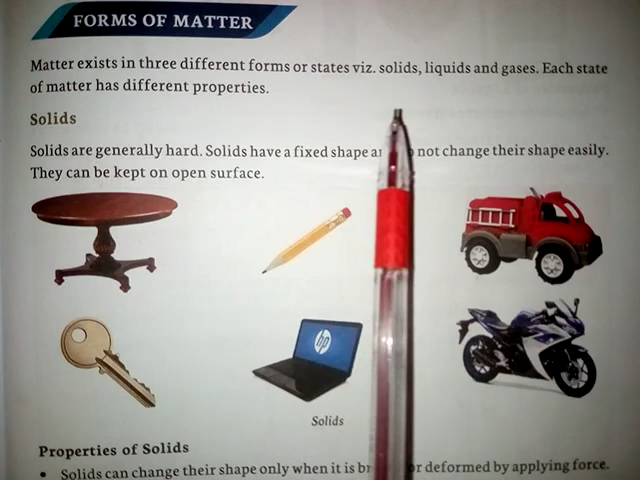 FORMS OF MATTER
Matter exists in three different forms or states viz. solids, liquids and gases. Each state
of matter has different properties.
Solids
Solids are generally hard. Solids have a fixed shape not change their shape easily.
They can be kept on open surface.
hp
Solids
Properties of Solids
• Solids can change their shape only when it is deformed by applying force.